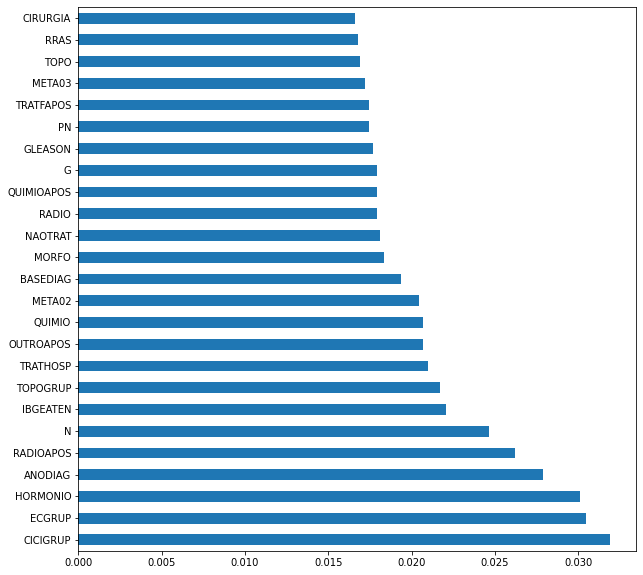 CIRURGIA
RRAS
TOPO
META03
TRATFAPOS
PN
GLEASON
G
QUIMIOAPOS
RADIO
NAOTRAT
MORFO
BASEDIAG
META02
QUIMIO
OUTROAPOS
TRATHOSP
TOPOGRUP
IBGEATEN
N
RADIOAPOS
ANODIAG
HORMONIO
ECGRUP
CICIGRUP
0.000 0.005 0.010 0.015 0.020 0.025 0.030